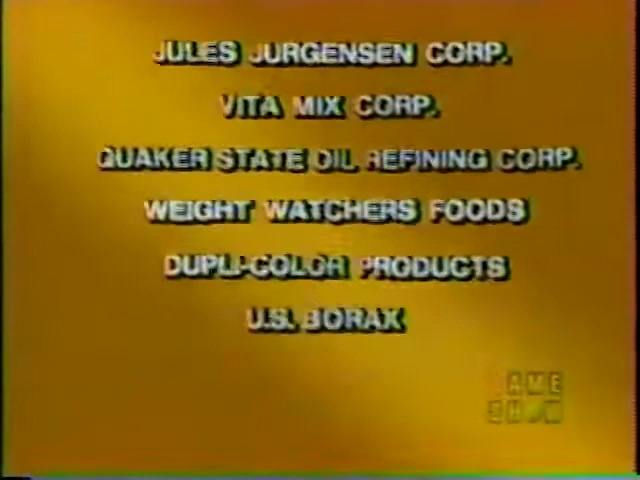 JULES JURGENSEN CORP.
VITA MIX CORP.
QUAKER STATE OIL REFINING CORP.
WEIGHT WATCHERS FOODS
DUPLI-COLOR PRODUCTS
U.S. BORAX
GAME
SHOW